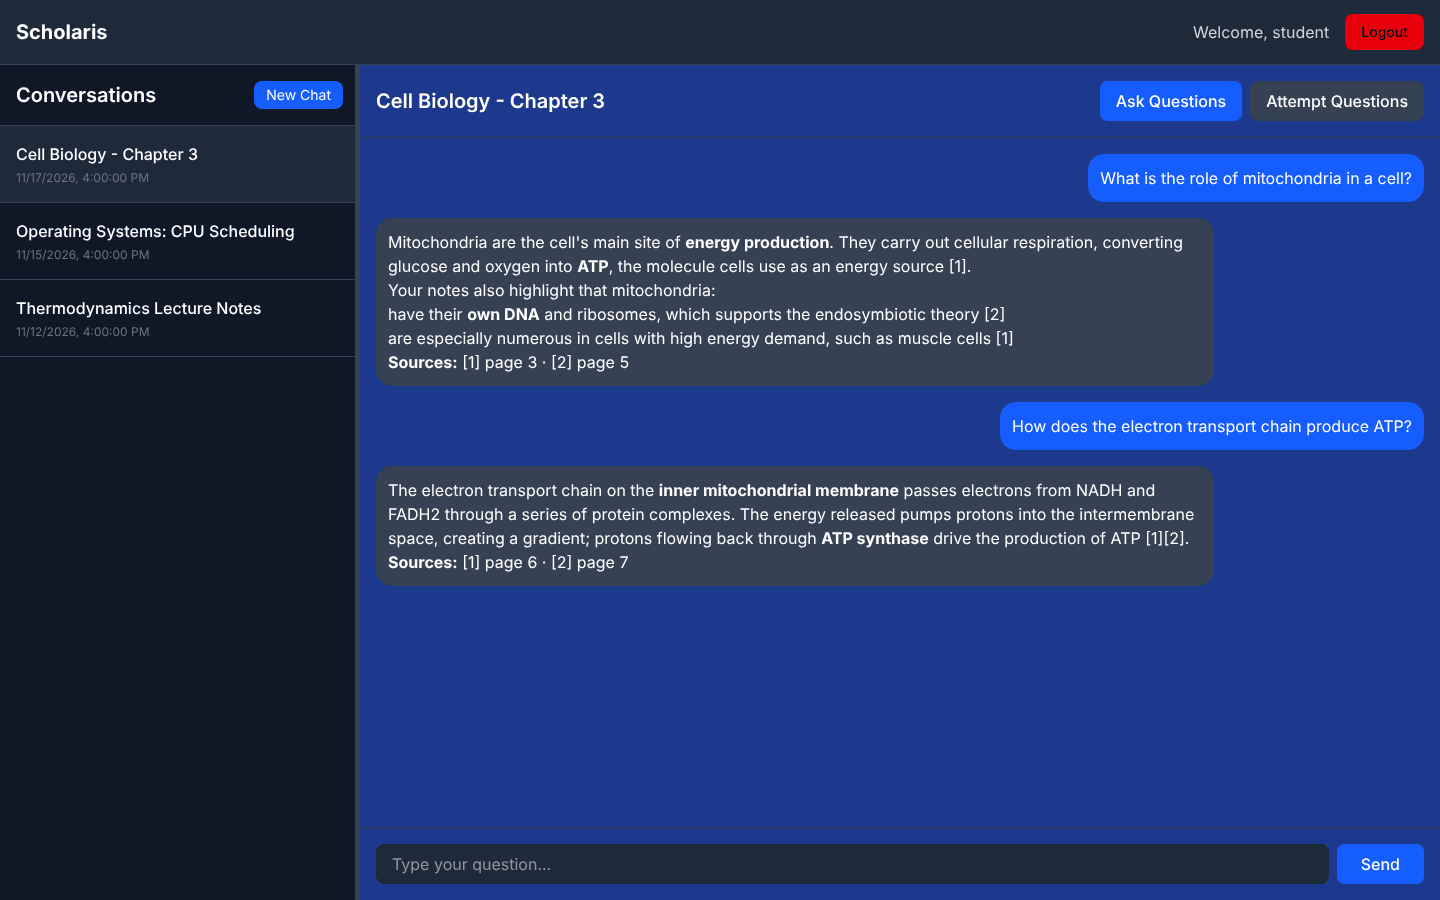 Scholaris
Welcome, student
Logout
Conversations
New Chat
Cell Biology - Chapter 3
11/17/2026, 4:00:00 PM
Operating Systems: CPU Scheduling
11/15/2026, 4:00:00 PM
Thermodynamics Lecture Notes
11/12/2026, 4:00:00 PM
Cell Biology - Chapter 3
Ask Questions
Attempt Questions
What is the role of mitochondria in a cell?
Mitochondria are the cell's main site of energy production. They carry out cellular respiration, converting
glucose and oxygen into ATP, the molecule cells use as an energy source [1].
Your notes also highlight that mitochondria:
have their own DNA and ribosomes, which supports the endosymbiotic theory [2]
are especially numerous in cells with high energy demand, such as muscle cells [1]
Sources: [1] page 3 · [2] page 5
How does the electron transport chain produce ATP?
The electron transport chain on the inner mitochondrial membrane passes electrons from NADH and
FADH2 through a series of protein complexes. The energy released pumps protons into the intermembrane
space, creating a gradient; protons flowing back through ATP synthase drive the production of ATP [1][2].
Sources: [1] page 6 · [2] page 7
Type your question...
Send